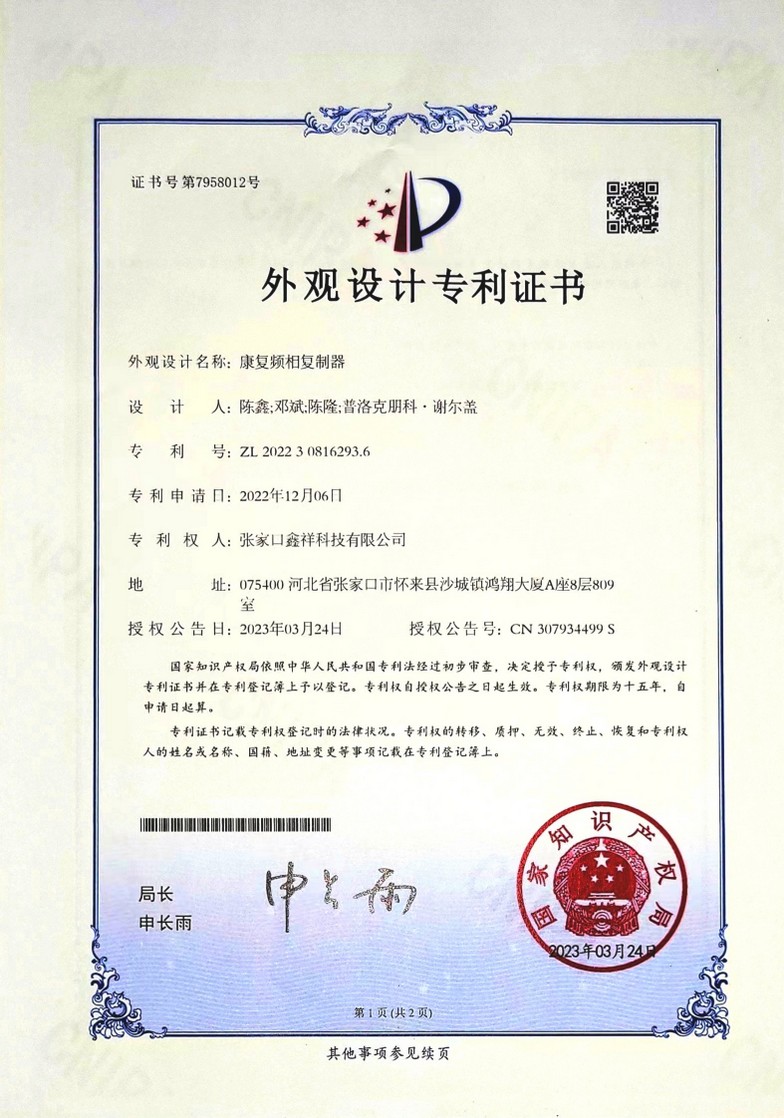 证书号第7958012号
外观设计专利证书
外观设计名称：康复频相复制器
设计人：陈鑫;邓斌;陈隆;普洛克朋科·谢尔盖
专利号：ZL 2022 3 0816293.6
专利申请日：2022年12月06日
专利权人：张家口鑫祥科技有限公司
地址：075400 河北省张家口市怀来县沙城镇鸿翔大厦A座8层809
室
授权公告日：2023年03月24日 授权公告号：CN 307934499 S
国家知识产权局依照中华人民共和国专利法经过初步审查，决定授予专利权，颁发外观设计
专利证书并在专利登记簿上予以登记。专利权自授权公告之日起生效。专利权期限为十五年，自
申请日起算。
专利证书记载专利权登记时的法律状况。专利权的转移、质押、无效、终止、恢复和专利权
人的姓名或名称、国籍、地址变更等事项记载在专利登记簿上。
局长
申长雨
申长雨
国家知识产权局
2023年03月24日
第 1 页 (共 2 页)
其他事项参见续页